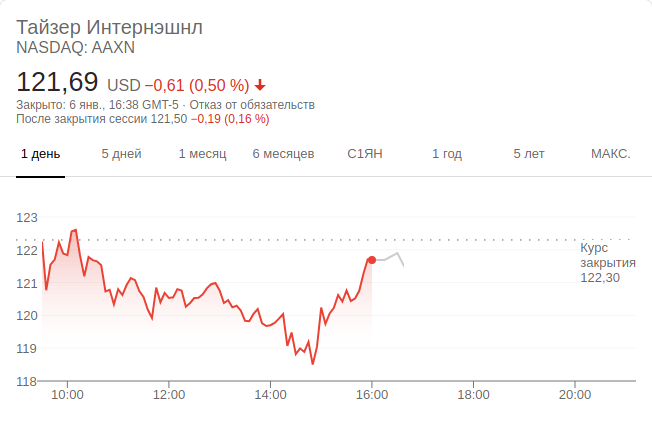 Тайзер Интернэшнл
NASDAQ: AAXN
121,69 USD −0,61 (0,50 %)
Закрыто: 6 янв., 16:38 GMT-5 · Отказ от обязательств
После закрытия сессии 121,50 −0,19 (0,16 %)
1 день 5 дней 1 месяц 6 месяцев С1ЯН 1 год 5 лет МАКС.
123
122
121
120
119
118
Курс
закрытия
122,30
10:00 12:00 14:00 16:00 18:00 20:00